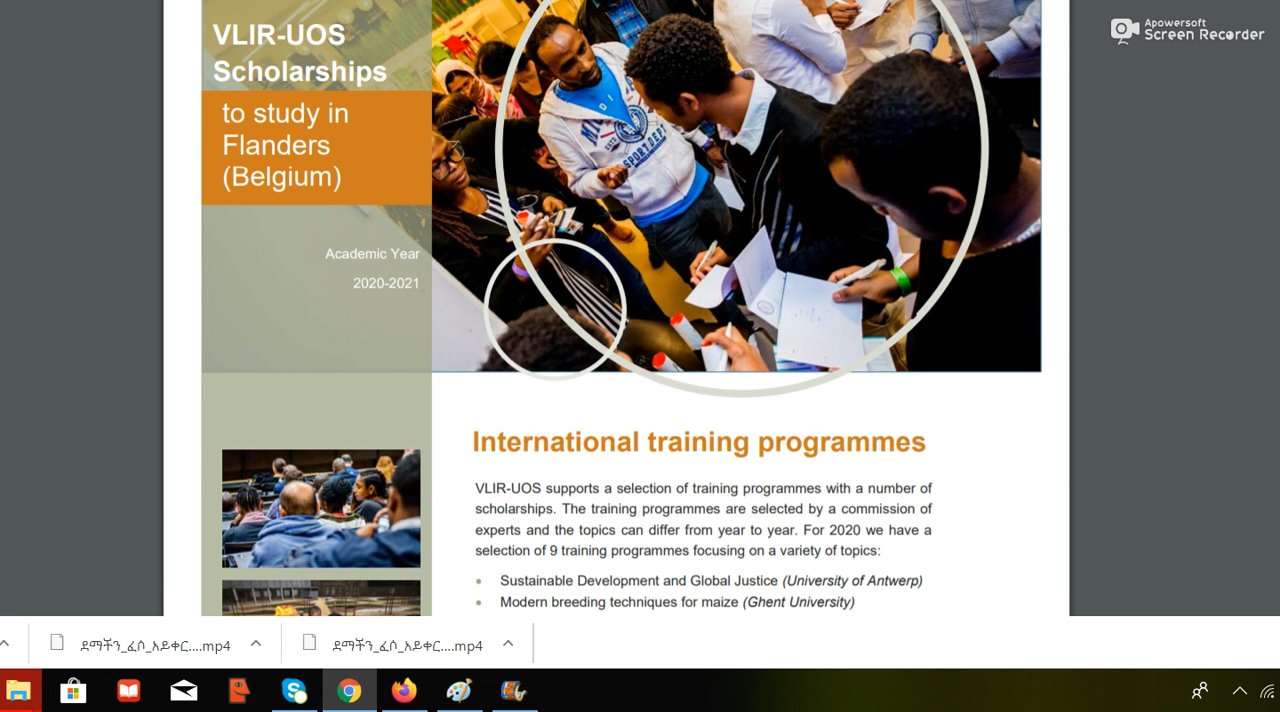 Apowersoft
Screen Recorder
VLIR-UOS
Scholarships
to study in
Flanders
(Belgium)
Academic Year
2020-2021
SPORT DEPT
International training programmes
VLIR-UOS supports a selection of training programmes with a number of
scholarships. The training programmes are selected by a commission of
experts and the topics can differ from year to year. For 2020 we have a
selection of 9 training programmes focusing on a variety of topics:
• Sustainable Development and Global Justice (University of Antwerp)
• Modern breeding techniques for maize (Ghent University)
ደማችን_ፈሶ_አይቀር....mp4
ደማችን_ፈሶ_አይቀር....mp4